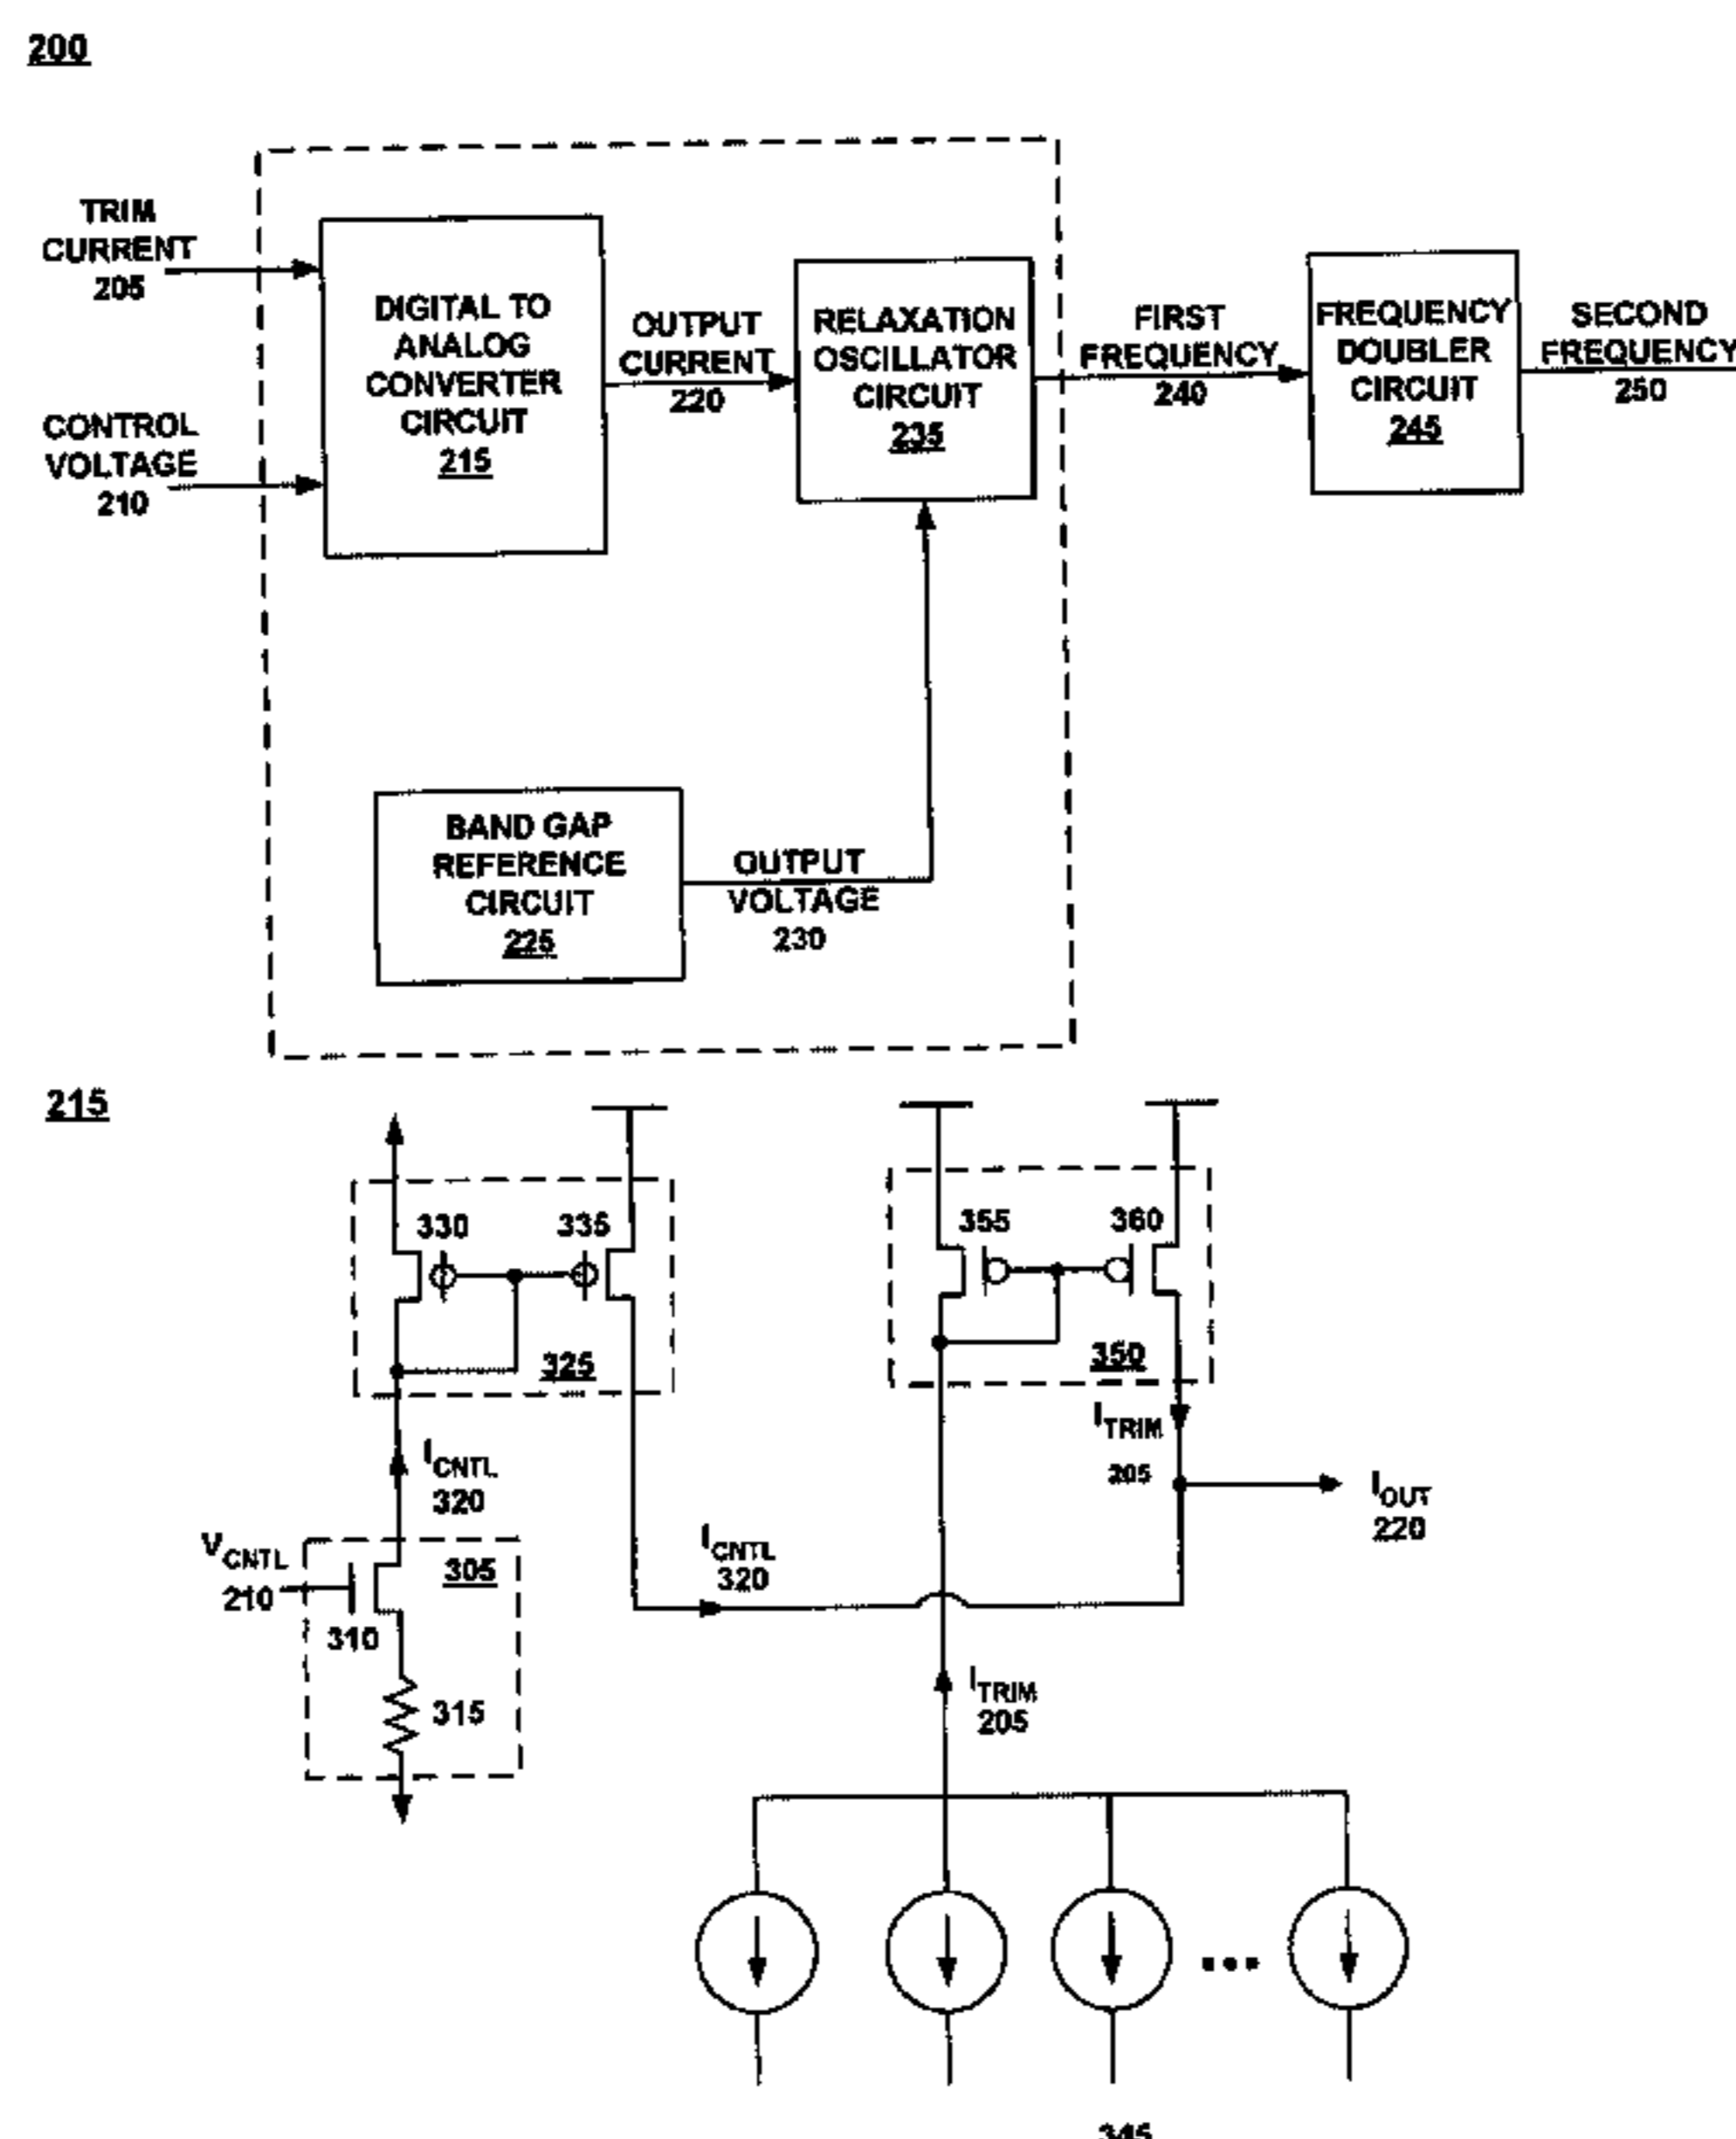 200
TRIM
CURRENT
205
CONTROL
VOLTAGE
210
DIGITAL TO
ANALOG
CONVERTER
CIRCUIT
215
OUTPUT
CURRENT
220
RELAXATION
OSCILLATOR
CIRCUIT
235
FIRST
FREQUENCY
240
FREQUENCY
DOUBLER
CIRCUIT
245
SECOND
FREQUENCY
250
BAND GAP
REFERENCE
CIRCUIT
225
OUTPUT
VOLTAGE
230
215
330
335
325
355
360
350
ICNTL
320
ITRIM
205
IOUT
220
VCNTL
210
305
310
315
ICNTL
320
ITRIM
205
345